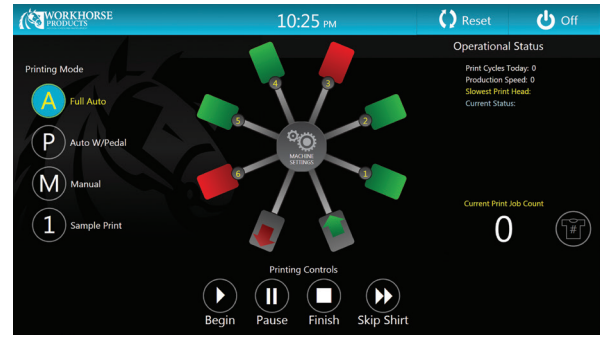 WORKHORSE
PRODUCTS
10:25 PM
Reset
Off
Operational Status
Print Cycles Today: 0
Production Speed: 0
Slowest Print Head:
Current Status:
Printing Mode
A Full Auto
P Auto W/Pedal
M Manual
1 Sample Print
4
3
5
2
MACHINE
SETTINGS
6
1
Current Print Job Count
0
#
Printing Controls
Begin
Pause
Finish
Skip Shirt